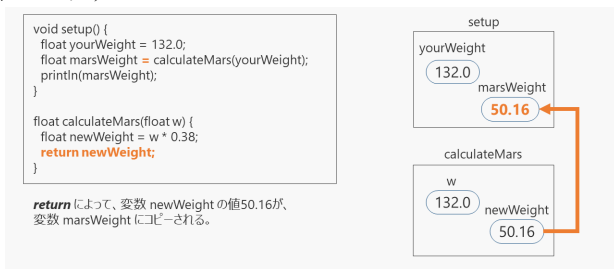 void setup() {
float yourWeight = 132.0;
float marsWeight = calculateMars(yourWeight);
println(marsWeight);
}
float calculateMars(float w) {
float newWeight = w * 0.38;
return newWeight;
}
return によって、変数 newWeight の値50.16が、
変数 marsWeight にコピーされる。
setup
yourWeight
132.0
marsWeight
50.16
calculateMars
w
132.0
newWeight
50.16